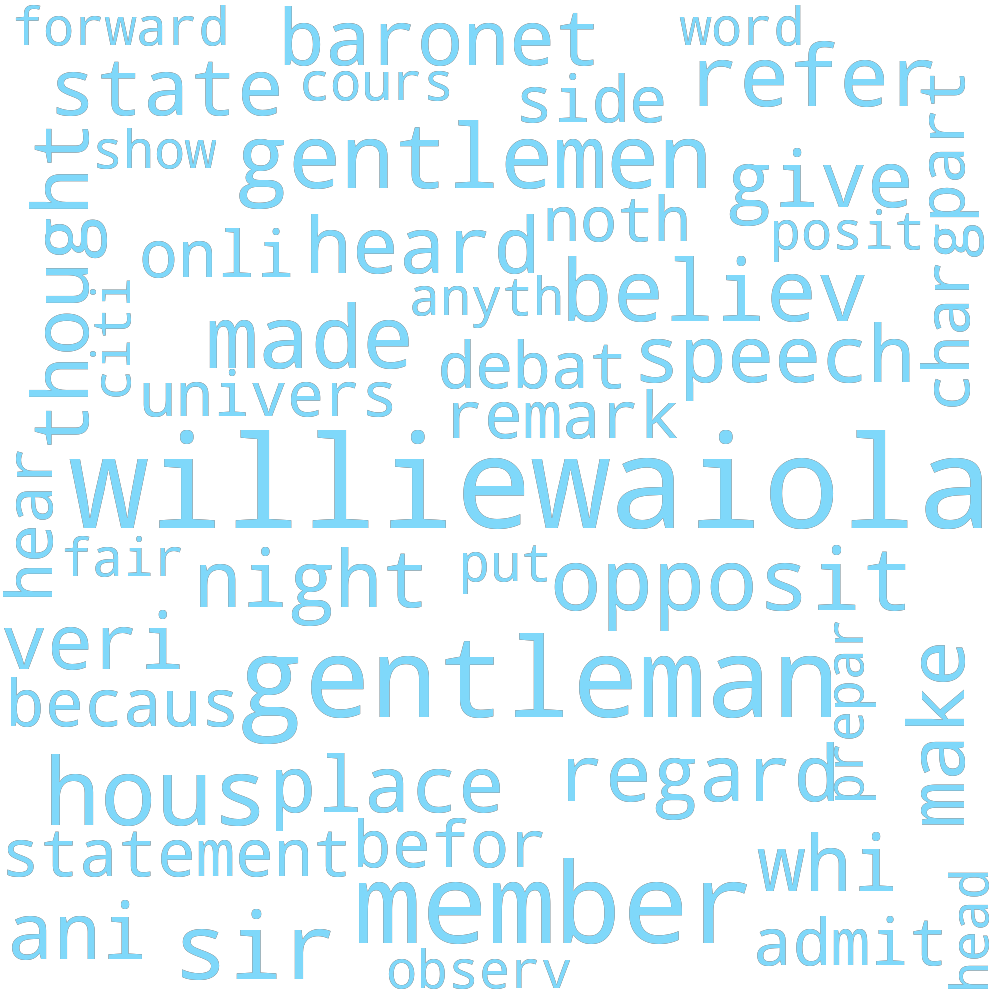 forward
baronet
word
state
cours
side
refer
part
show
gentlemen
thought
give
noth
posit
onli
heard
charg
citi
anyth
believ
made
debat
speech
univers
remark
williewaiola
hear
fair
night
put
opposit
veri
gentleman
prepar
make
becaus
hous
place
regard
statement
befor
whi
member
ani
sir
admit
head
observ